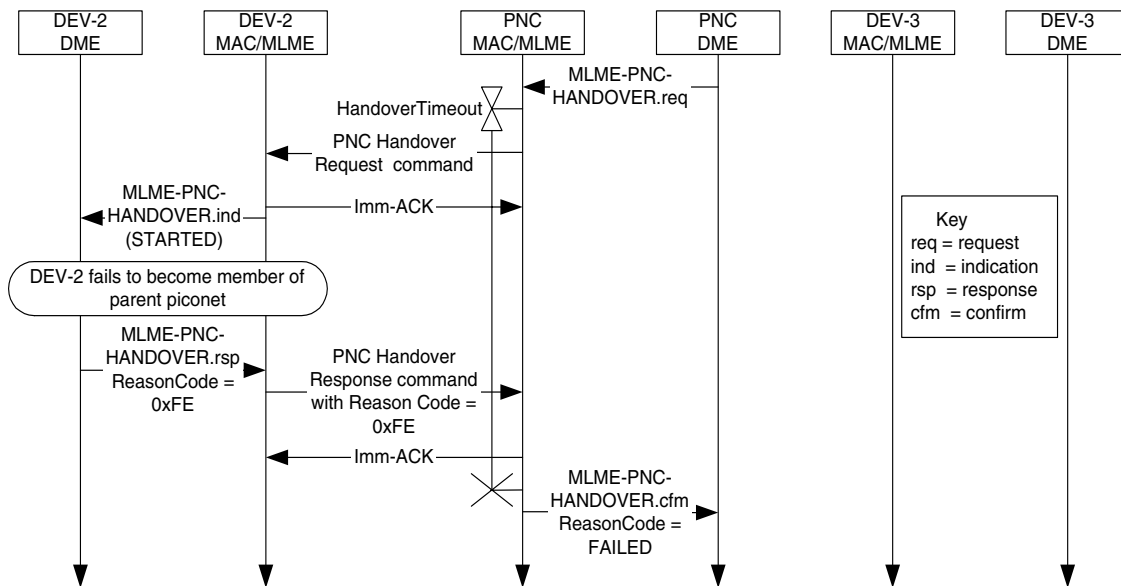 DEV-2
DME
DEV-2
MAC/MLME
PNC
MAC/MLME
PNC
DME
DEV-3
MAC/MLME
DEV-3
DME
MLME-PNC-
HANDOVER.req
HandoverTimeout
PNC Handover
Request command
MLME-PNC-
HANDOVER.ind
(STARTED)
Imm-ACK
Key
req = request
ind = indication
rsp = response
cfm = confirm
DEV-2 fails to become member of
parent piconet
MLME-PNC-
HANDOVER.rsp
ReasonCode =
0xFE
PNC Handover
Response command
with Reason Code =
0xFE
Imm-ACK
MLME-PNC-
HANDOVER.cfm
ReasonCode =
FAILED